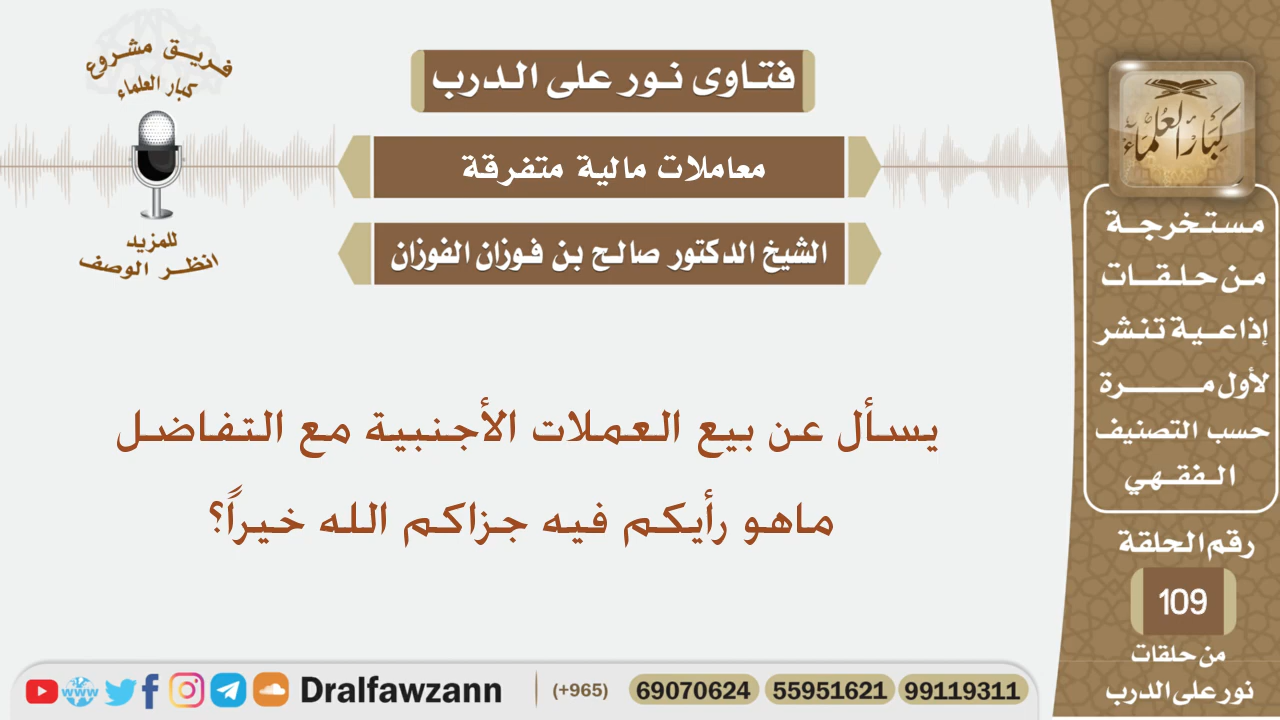 فريق مشروع
كبار العلماء
للمزيد
انظر الوصف
فتاوى نور على الدرب
معاملات مالية متفرقة
الشيخ الدكتور صالح بن فوزان الفوزان
يسأل عن بيع العملات الأجنبية مع التفاضل
ماهو رأيكم فيه جزاكم الله خيراً؟
كبار العلماء
مستخرجة
من حلقات
إذاعية تنشر
لأول مرة
حسب التصنيف
الفقهي
رقم الحلقة
109
من حلقات
نور على الدرب
www
Dralfawzann (+965) 69070624 55951621 99119311